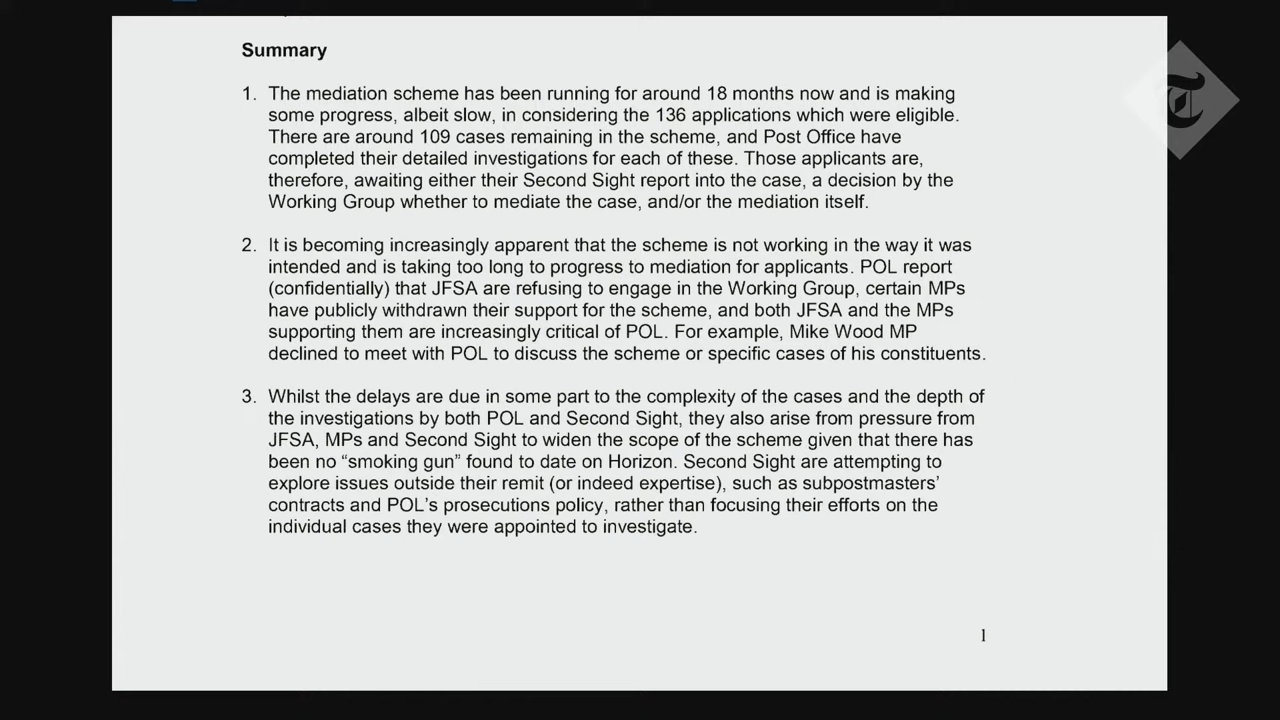 Summary
1. The mediation scheme has been running for around 18 months now and is making
some progress, albeit slow, in considering the 136 applications which were eligible.
There are around 109 cases remaining in the scheme, and Post Office have
completed their detailed investigations for each of these. Those applicants are,
therefore, awaiting either their Second Sight report into the case, a decision by the
Working Group whether to mediate the case, and/or the mediation itself.
2. It is becoming increasingly apparent that the scheme is not working in the way it was
intended and is taking too long to progress to mediation for applicants. POL report
(confidentially) that JFSA are refusing to engage in the Working Group, certain MPs
have publicly withdrawn their support for the scheme, and both JFSA and the MPs
supporting them are increasingly critical of POL. For example, Mike Wood MP
declined to meet with POL to discuss the scheme or specific cases of his constituents.
3. Whilst the delays are due in some part to the complexity of the cases and the depth of
the investigations by both POL and Second Sight, they also arise from pressure from
JFSA, MPs and Second Sight to widen the scope of the scheme given that there has
been no “smoking gun” found to date on Horizon. Second Sight are attempting to
explore issues outside their remit (or indeed expertise), such as subpostmasters’
contracts and POL’s prosecutions policy, rather than focusing their efforts on the
individual cases they were appointed to investigate.
1
T